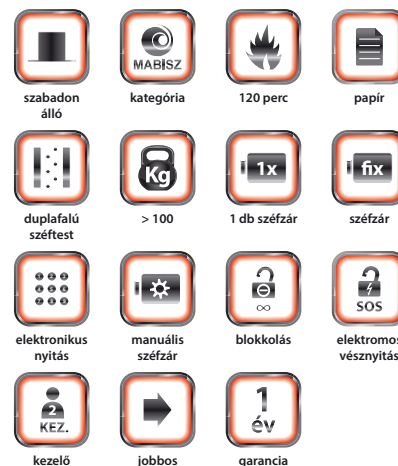 MABISZ
szabadon
álló
kategória
120 perc
papír
Kg
1x
fix
duplafalú
széftest
> 100
1 db széfzár
széfzár
∞
SOS
elektronikus
nyitás
manuális
széfzár
blokkolás
elektromos
vésznyitás
2
KEZ.
1
év
kezelő
jobbos
garancia